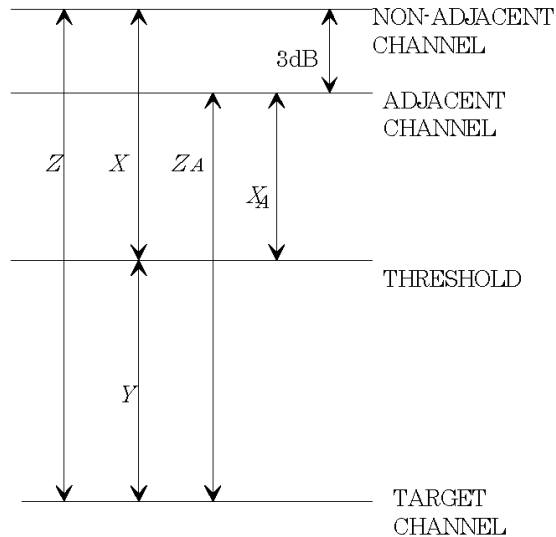 NON-ADJACENT
CHANNEL
3dB
ADJACENT
CHANNEL
Z
X
ZA
XA
THRESHOLD
Y
TARGET
CHANNEL